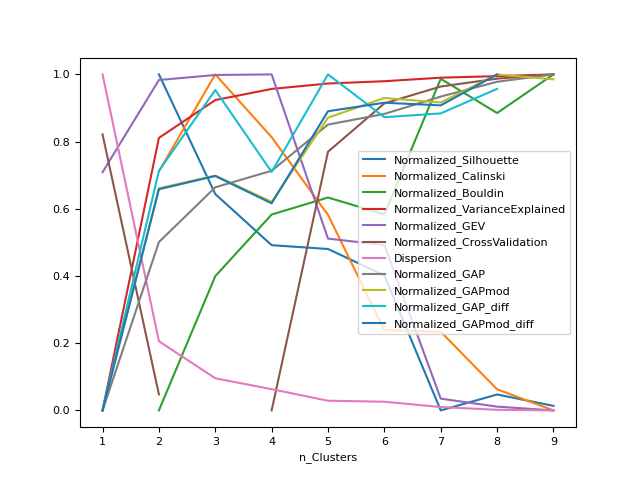 1.0
0.8
0.6
0.4
0.2
0.0
Normalized_Silhouette
Normalized_Calinski
Normalized_Bouldin
Normalized_VarianceExplained
Normalized_GEV
Normalized_CrossValidation
Dispersion
Normalized_GAP
Normalized_GAPmod
Normalized_GAP_diff
Normalized_GAPmod_diff
1 2 3 4 5 6 7 8 9
n_Clusters